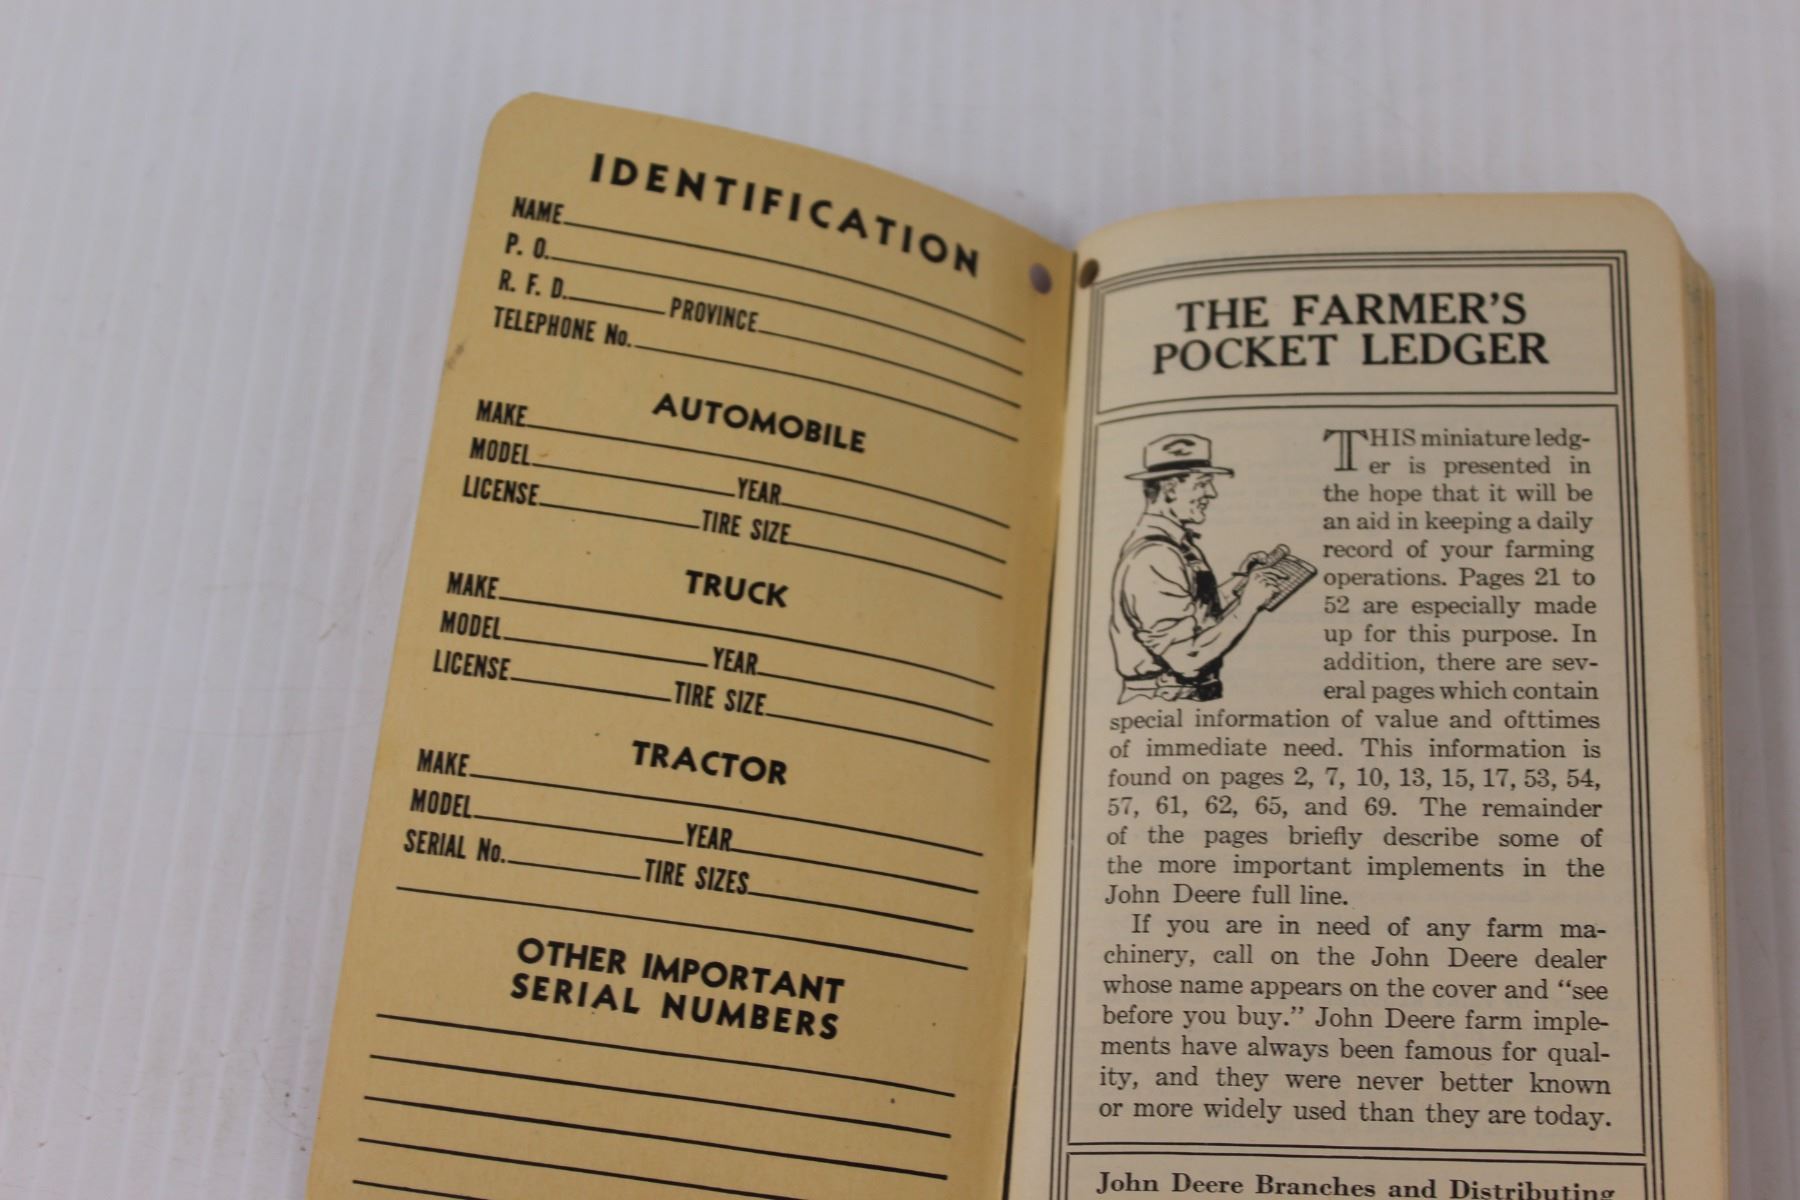 IDENTIFICATION
NAME
P. O.
R. F. D. PROVINCE
TELEPHONE No.
AUTOMOBILE
MAKE
MODEL YEAR
LICENSE TIRE SIZE
TRUCK
MAKE
MODEL YEAR
LICENSE TIRE SIZE
TRACTOR
MAKE
MODEL YEAR
SERIAL No. TIRE SIZES
OTHER IMPORTANT
SERIAL NUMBERS
THE FARMER'S
POCKET LEDGER
THIS miniature ledg-
er is presented in
the hope that it will be
an aid in keeping a daily
record of your farming
operations. Pages 21 to
52 are especially made
up for this purpose. In
addition, there are sev-
eral pages which contain
special information of value and ofttimes
of immediate need. This information is
found on pages 2, 7, 10, 13, 15, 17, 53, 54,
57, 61, 62, 65, and 69. The remainder
of the pages briefly describe some of
the more important implements in the
John Deere full line.
If you are in need of any farm ma-
chinery, call on the John Deere dealer
whose name appears on the cover and "see
before you buy." John Deere farm imple-
ments have always been famous for qual-
ity, and they were never better known
or more widely used than they are today.
John Deere Branches and Distributing